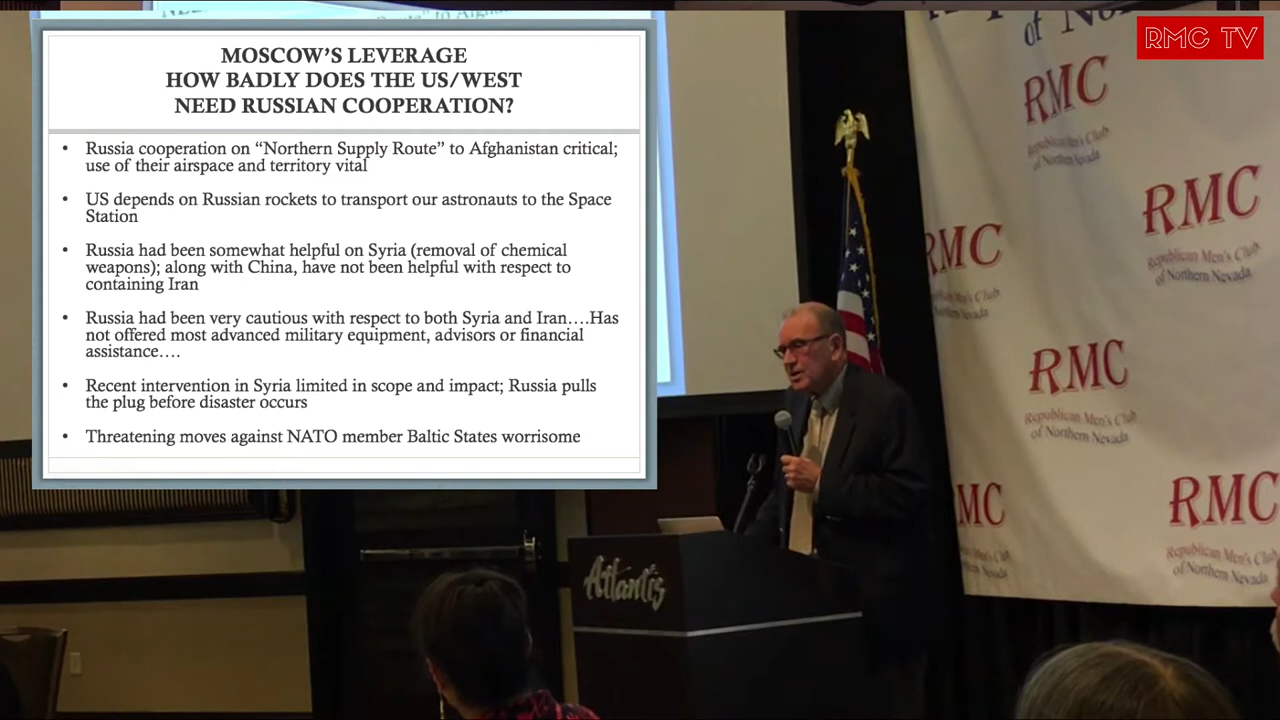 MOSCOW'S LEVERAGE
HOW BADLY DOES THE US/WEST
NEED RUSSIAN COOPERATION?
• Russia cooperation on “Northern Supply Route” to Afghanistan critical;
use of their airspace and territory vital
• US depends on Russian rockets to transport our astronauts to the Space
Station
• Russia had been somewhat helpful on Syria (removal of chemical
weapons); along with China, have not been helpful with respect to
containing Iran
• Russia had been very cautious with respect to both Syria and Iran….Has
not offered most advanced military equipment, advisors or financial
assistance….
• Recent intervention in Syria limited in scope and impact; Russia pulls
the plug before disaster occurs
• Threatening moves against NATO member Baltic States worrisome
RMC TV
of
RMC
Republican Men's Club
of Northern Nevada
RMC
Republican Men's Club
of Northern Nevada
RMC
Men's Club
Nevada
RMC
Republican Men's Club
of Northern Nevada
RMC
Men's Club
Nevada
RMC
Republican Men's Club
of Northern Nevada
Atlantis